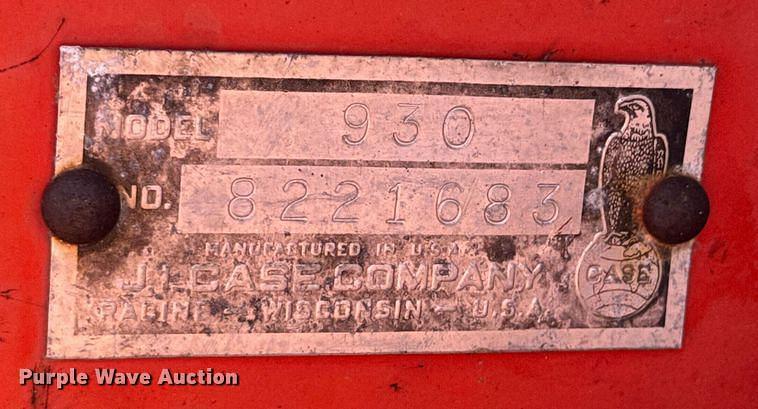 MODEL 930
NO. 8221683
MANUFACTURED IN U.S.A.
J.I. CASE COMPANY
RACINE - WISCONSIN - U.S.A.
CASE
Purple Wave Auction